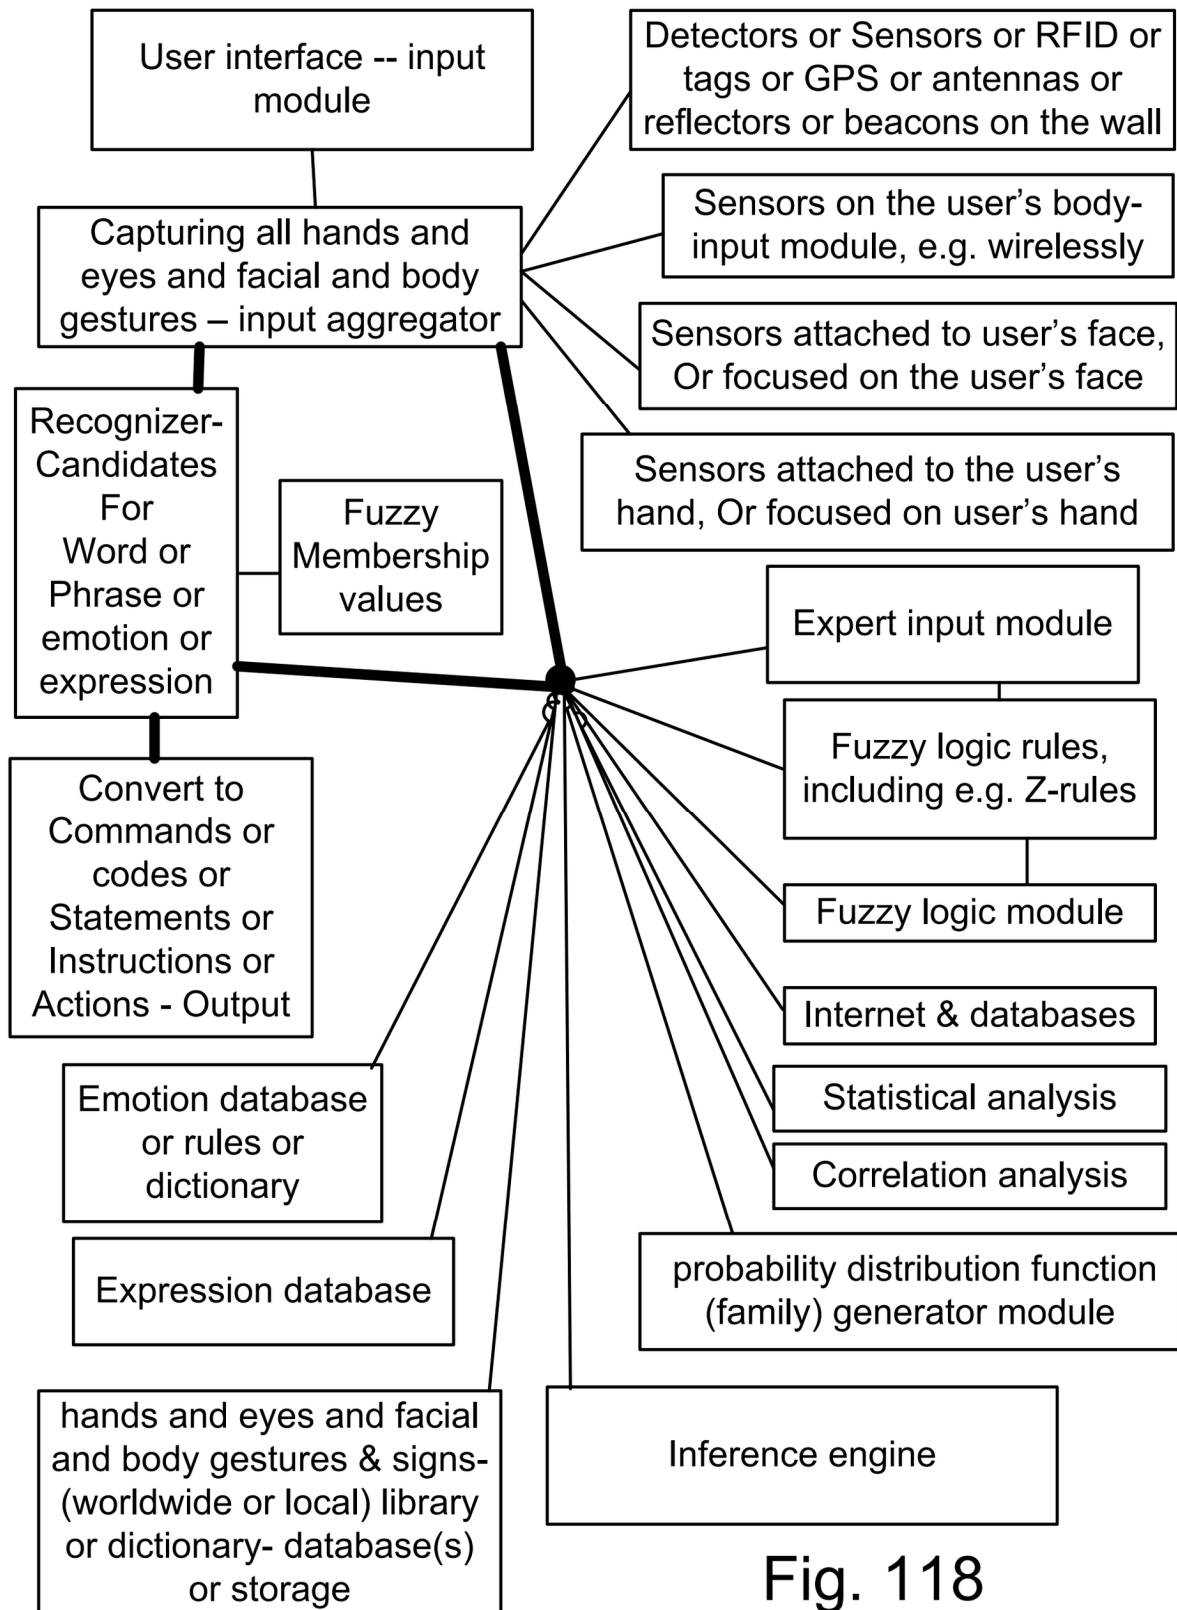 User interface -- input
module
Detectors or Sensors or RFID or
tags or GPS or antennas or
reflectors or beacons on the wall
Capturing all hands and
eyes and facial and body
gestures – input aggregator
Sensors on the user's body-
input module, e.g. wirelessly
Sensors attached to user's face,
Or focused on the user's face
Sensors attached to the user's
hand, Or focused on user's hand
Recognizer-
Candidates
For
Word or
Phrase or
emotion or
expression
Fuzzy
Membership
values
Expert input module
Fuzzy logic rules,
including e.g. Z-rules
Fuzzy logic module
Convert to
Commands or
codes or
Statements or
Instructions or
Actions - Output
Internet & databases
Statistical analysis
Correlation analysis
Emotion database
or rules or
dictionary
Expression database
probability distribution function
(family) generator module
hands and eyes and facial
and body gestures & signs-
(worldwide or local) library
or dictionary- database(s)
or storage
Inference engine
Fig. 118